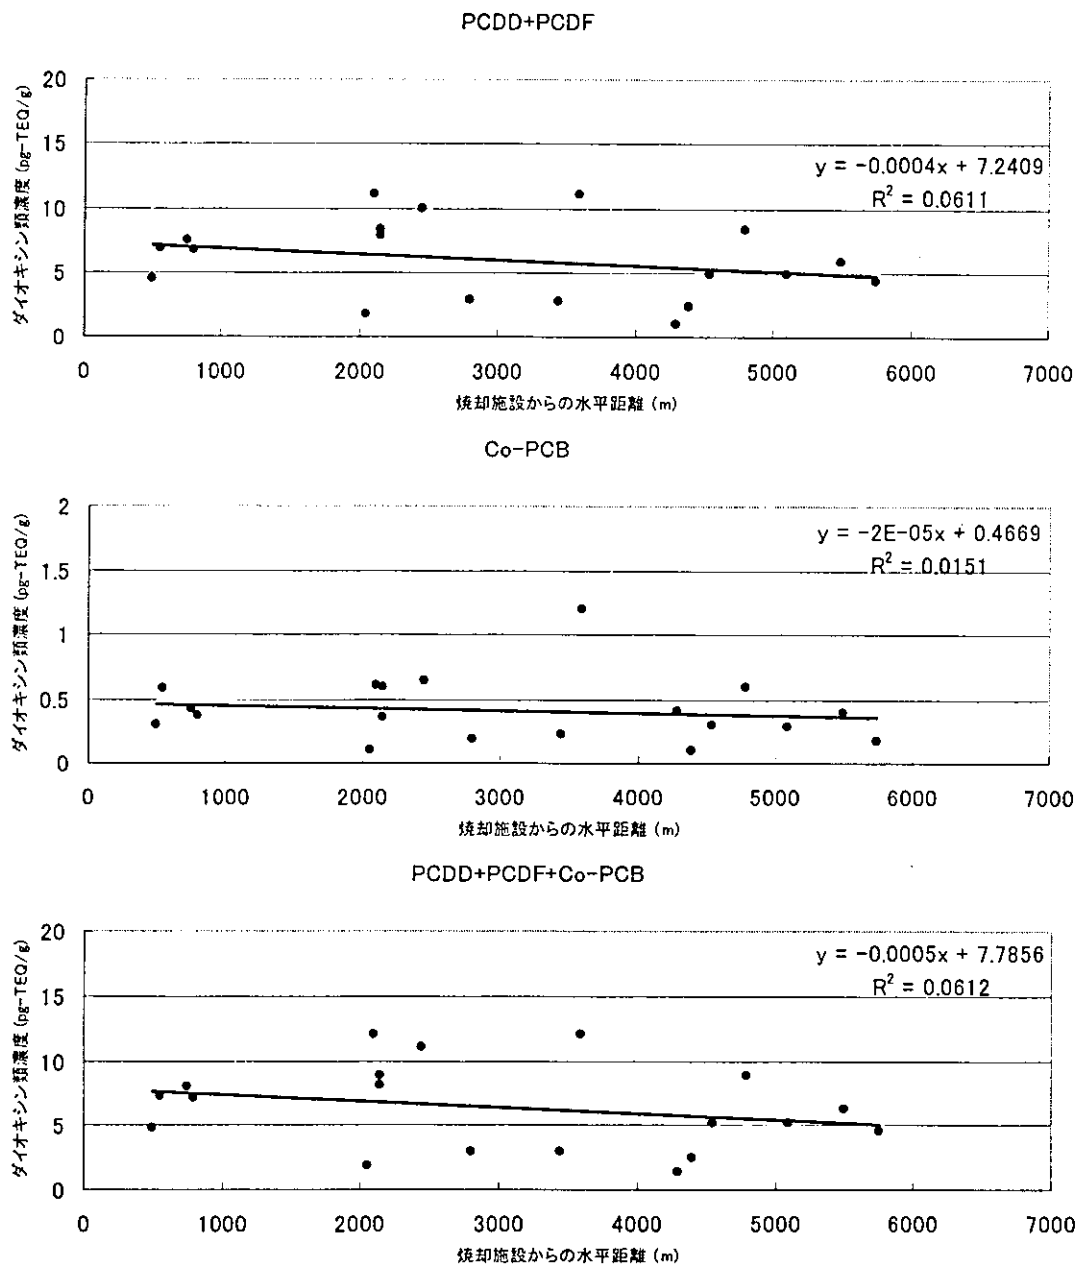 PCDD+PCDF
ダイオキシン類濃度 (pg-TEQ/g)
20
15
10
5
0
y = -0.0004x + 7.2409
R² = 0.0611
0 1000 2000 3000 4000 5000 6000 7000
焼却施設からの水平距離 (m)
Co-PCB
ダイオキシン類濃度 (pg-TEQ/g)
2
1.5
1
0.5
0
y = -2E-05x + 0.4669
R² = 0.0151
0 1000 2000 3000 4000 5000 6000 7000
焼却施設からの水平距離 (m)
PCDD+PCDF+Co-PCB
ダイオキシン類濃度 (pg-TEQ/g)
20
15
10
5
0
y = -0.0005x + 7.7856
R² = 0.0612
0 1000 2000 3000 4000 5000 6000 7000
焼却施設からの水平距離 (m)